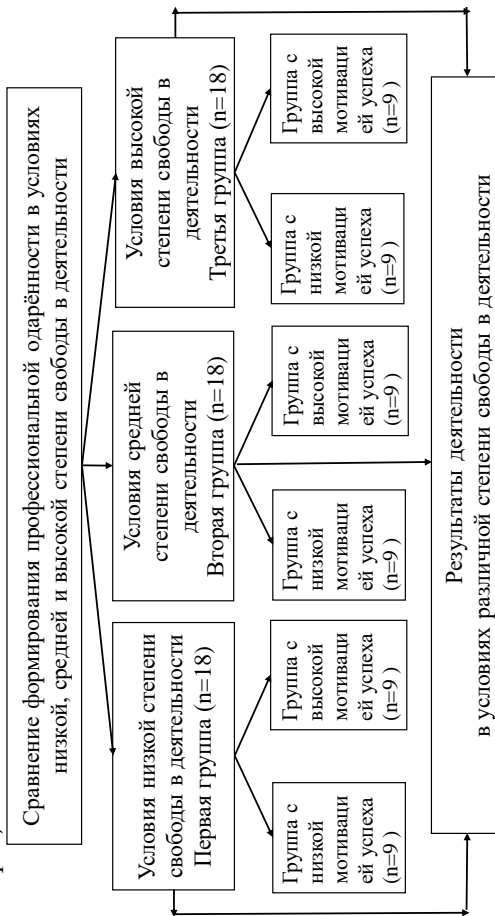 Сравнение формирования профессиональной одарённости в условиях
низкой, средней и высокой степени свободы в деятельности
Условия низкой степени
свободы в деятельности
Первая группа (n=18)
Условия средней
степени свободы в
деятельности
Вторая группа (n=18)
Условия высокой
степени свободы в
деятельности
Третья группа (n=18)
Группа с
низкой
мотиваци
ей успеха
(n=9 )
Группа с
высокой
мотиваци
ей успеха
(n=9 )
Группа с
низкой
мотиваци
ей успеха
(n=9 )
Группа с
высокой
мотиваци
ей успеха
(n=9 )
Группа с
низкой
мотиваци
ей успеха
(n=9 )
Группа с
высокой
мотиваци
ей успеха
(n=9 )
Результаты деятельности
в условиях различной степени свободы в деятельности